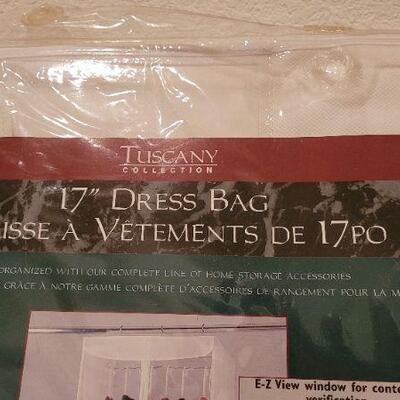 TUSCANY
COLLECTION
17" DRESS BAG
ISSE À VÊTEMENTS DE 17PO
ORGANIZED WITH OUR COMPLETE LINE OF HOME STORAGE ACCESSORIES
GRÂCE À NOTRE GAMME COMPLÈTE D'ACCESSOIRES DE RANGEMENT POUR LA M
E-Z View window for conte
verification